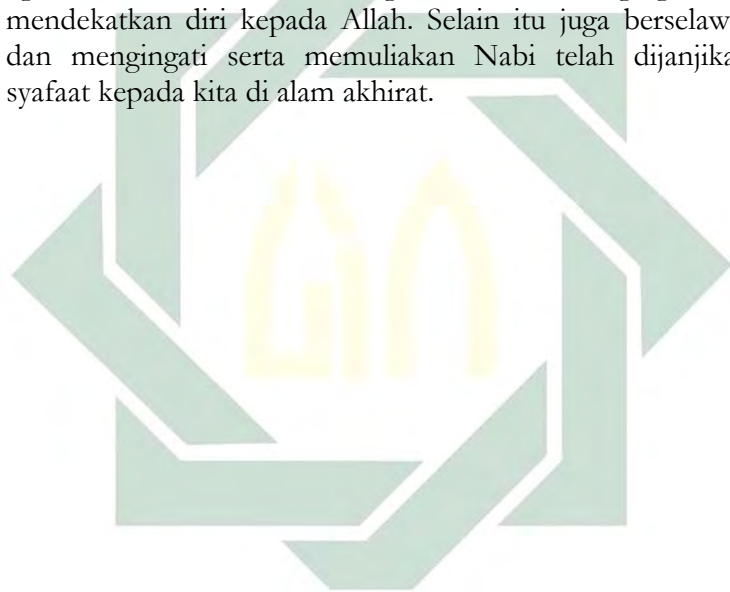 mendekatkan diri kepada Allah. Selain itu juga berselaw
dan mengingati serta memuliakan Nabi telah dijanjika
syafaat kepada kita di alam akhirat.